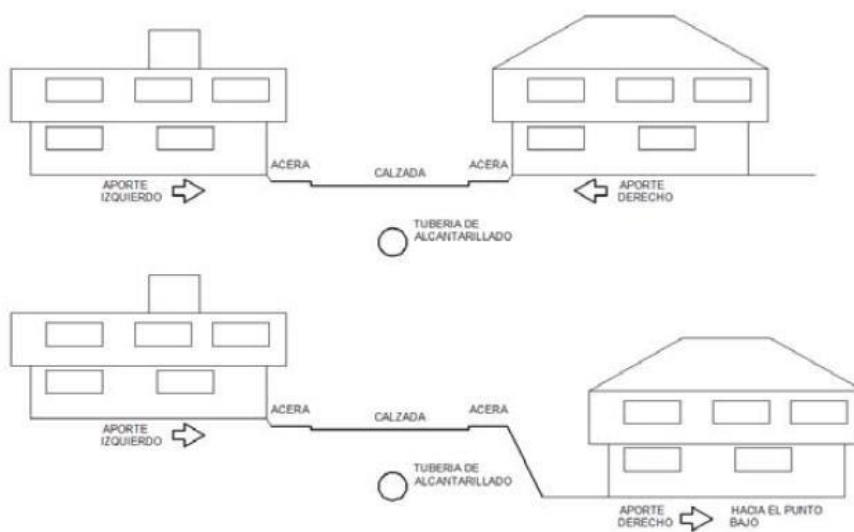 ACERA
CALZADA
ACERA
APORTE
IZQUIERDO
APORTE
DERECHO
TUBERIA DE
ALCANTARILLADO
ACERA
CALZADA
ACERA
APORTE
IZQUIERDO
TUBERIA DE
ALCANTARILLADO
APORTE
DERECHO
HACIA EL PUNTO
BAJO